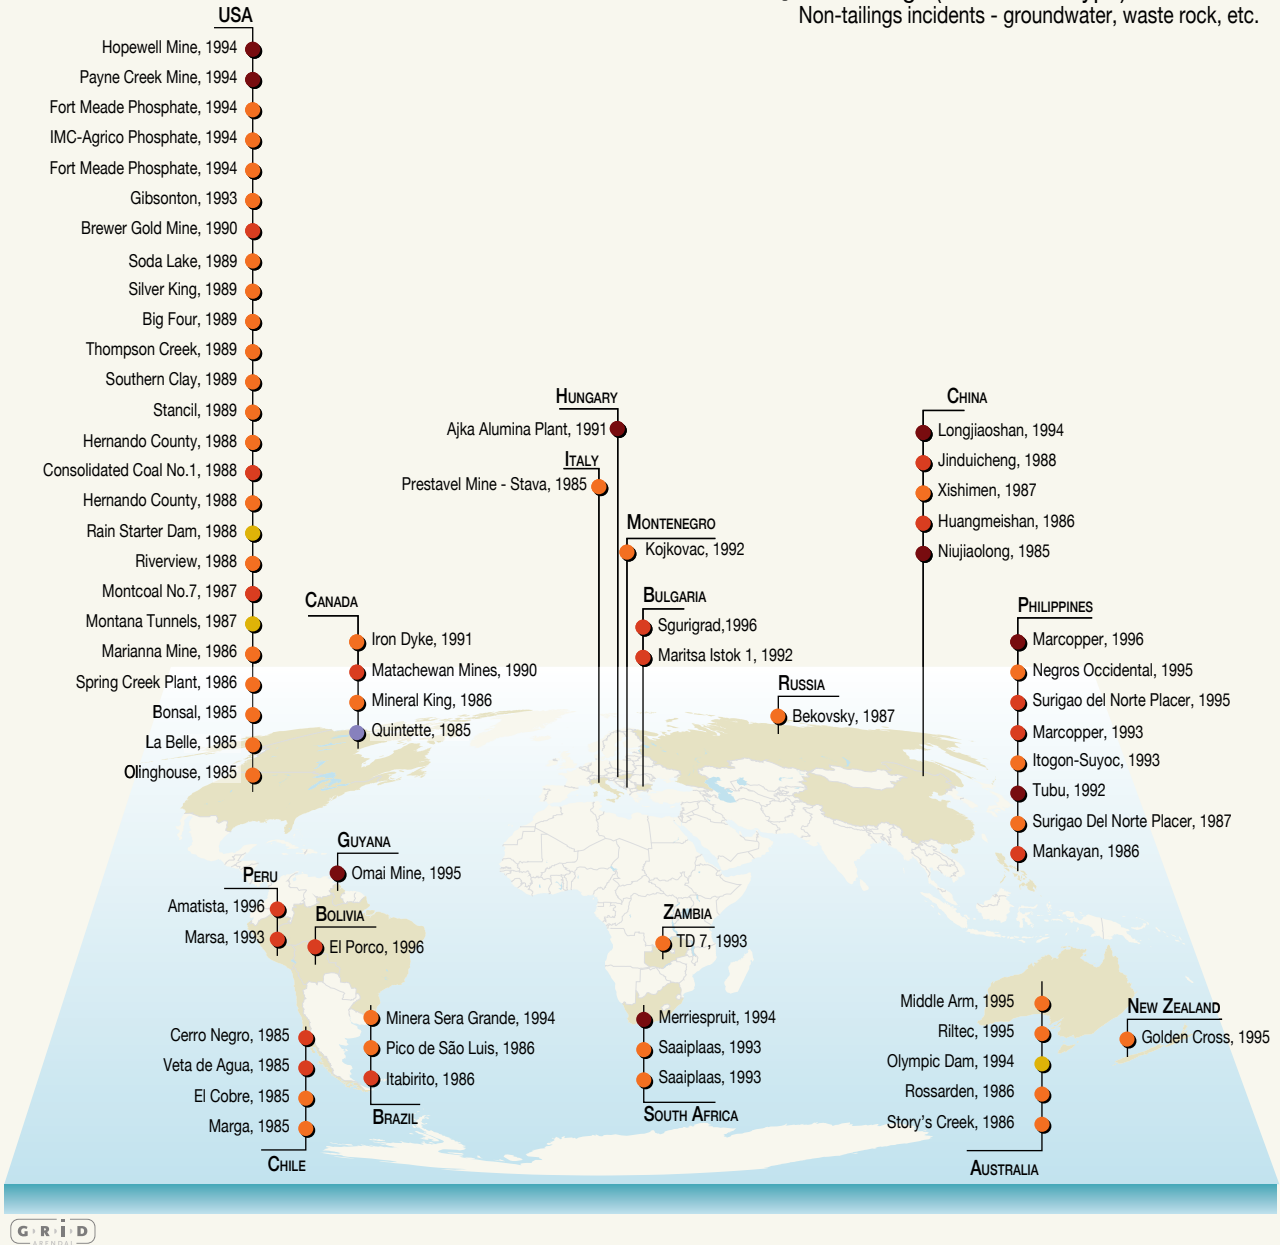 Non-tailings incidents - groundwater, waste rock, etc.
USA
Hopewell Mine, 1994
Payne Creek Mine, 1994
Fort Meade Phosphate, 1994
IMC-Agrico Phosphate, 1994
Fort Meade Phosphate, 1994
Gibsonton, 1993
Brewer Gold Mine, 1990
Soda Lake, 1989
Silver King, 1989
Big Four, 1989
Thompson Creek, 1989
Southern Clay, 1989
Stancil, 1989
Hernando County, 1988
Consolidated Coal No.1, 1988
Hernando County, 1988
Rain Starter Dam, 1988
Riverview, 1988
Montcoal No.7, 1987
Montana Tunnels, 1987
Marianna Mine, 1986
Spring Creek Plant, 1986
Bonsal, 1985
La Belle, 1985
Olinghouse, 1985
CANADA
Iron Dyke, 1991
Matachewan Mines, 1990
Mineral King, 1986
Quintette, 1985
HUNGARY
Ajka Alumina Plant, 1991
ITALY
Prestavel Mine - Stava, 1985
MONTENEGRO
Kojkovac, 1992
BULGARIA
Sgurigrad,1996
Maritsa Istok 1, 1992
RUSSIA
Bekovsky, 1987
CHINA
Longjiaoshan, 1994
Jinduicheng, 1988
Xishimen, 1987
Huangmeishan, 1986
Niujiaolong, 1985
PHILIPPINES
Marcopper, 1996
Negros Occidental, 1995
Surigao del Norte Placer, 1995
Marcopper, 1993
Itogon-Suyoc, 1993
Tubu, 1992
Surigao Del Norte Placer, 1987
Mankayan, 1986
GUYANA
Omai Mine, 1995
PERU
Amatista, 1996
Marsa, 1993
BOLIVIA
El Porco, 1996
ZAMBIA
TD 7, 1993
Cerro Negro, 1985
Veta de Agua, 1985
El Cobre, 1985
Marga, 1985
CHILE
Minera Sera Grande, 1994
Pico de São Luis, 1986
Itabirito, 1986
BRAZIL
Merriespruit, 1994
Saaiplaas, 1993
Saaiplaas, 1993
SOUTH AFRICA
Middle Arm, 1995
Riltec, 1995
Olympic Dam, 1994
Rossarden, 1986
Story's Creek, 1986
AUSTRALIA
NEW ZEALAND
Golden Cross, 1995
GRiD
ARENDAL